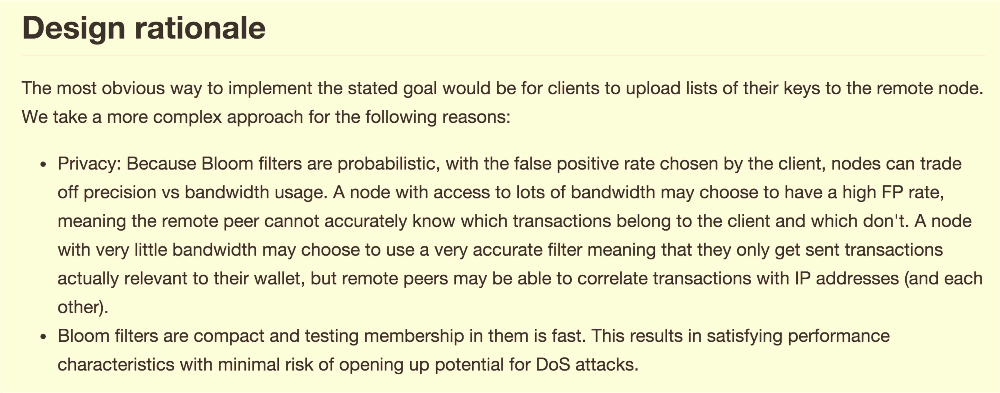 Design rationale
The most obvious way to implement the stated goal would be for clients to upload lists of their keys to the remote node.
We take a more complex approach for the following reasons:
• Privacy: Because Bloom filters are probabilistic, with the false positive rate chosen by the client, nodes can trade
off precision vs bandwidth usage. A node with access to lots of bandwidth may choose to have a high FP rate,
meaning the remote peer cannot accurately know which transactions belong to the client and which don't. A node
with very little bandwidth may choose to use a very accurate filter meaning that they only get sent transactions
actually relevant to their wallet, but remote peers may be able to correlate transactions with IP addresses (and each
other).
• Bloom filters are compact and testing membership in them is fast. This results in satisfying performance
characteristics with minimal risk of opening up potential for DoS attacks.